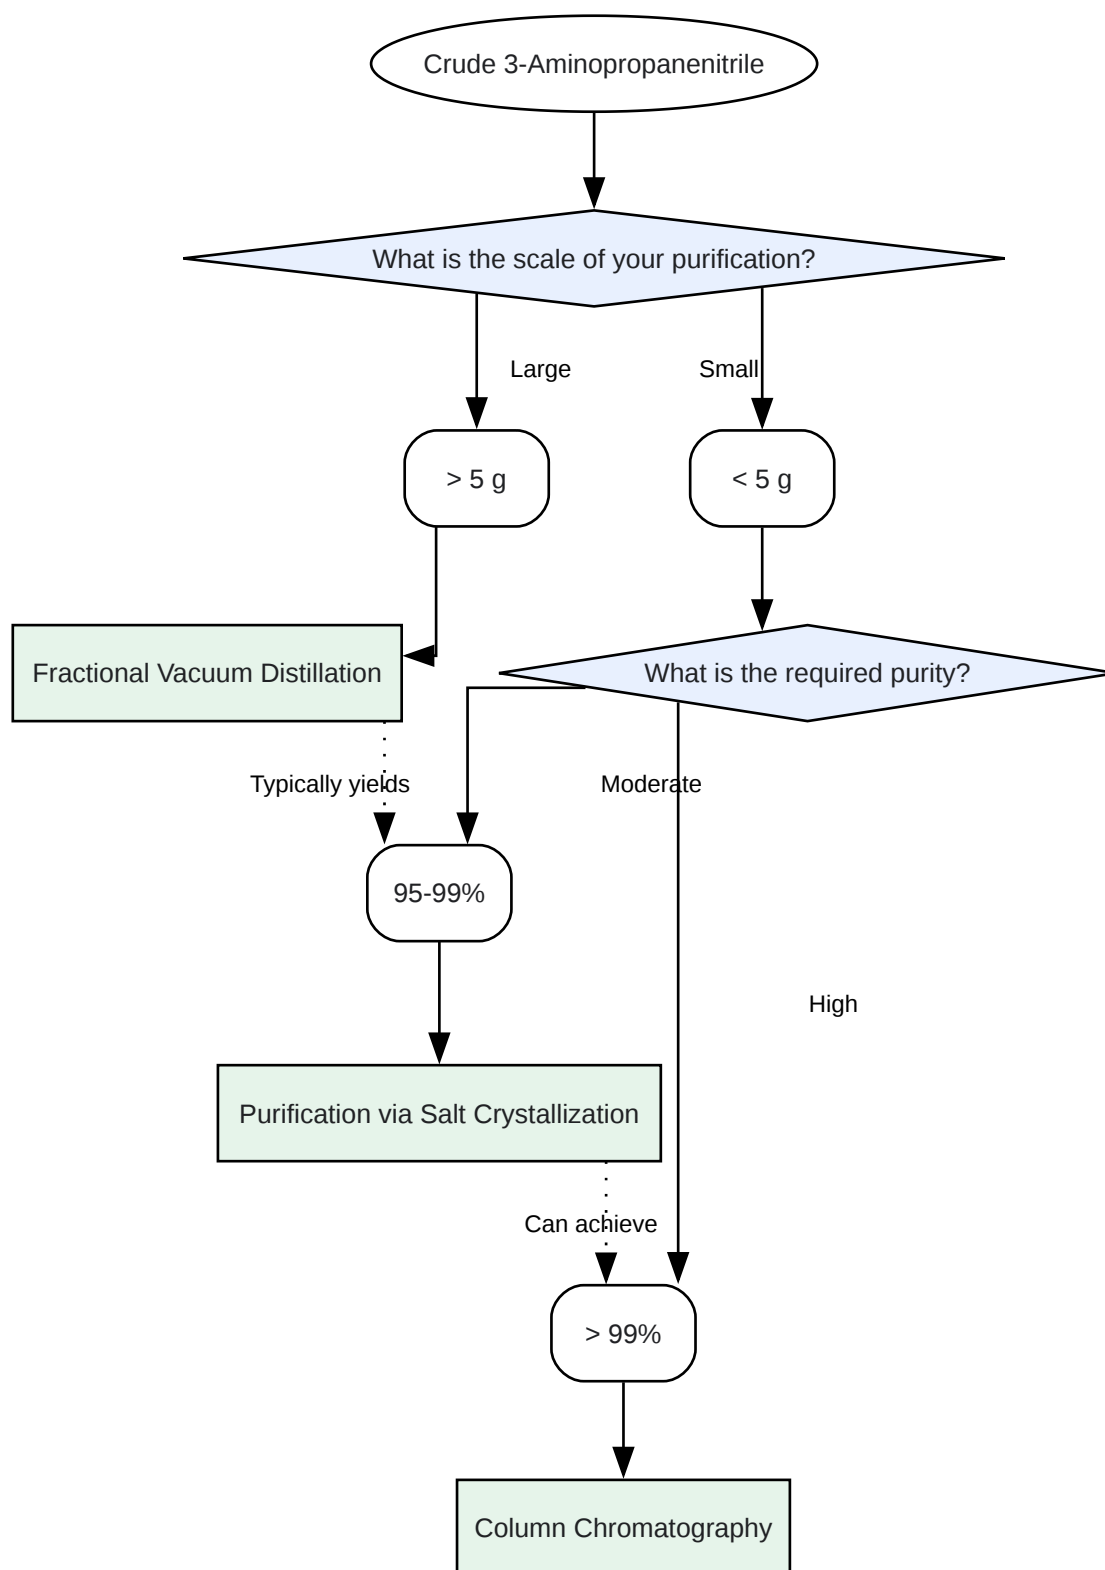 Crude 3-Aminopropanenitrile
What is the scale of your purification?
Large
Small
> 5 g
< 5 g
Fractional Vacuum Distillation
What is the required purity?
Typically yields
Moderate
95-99%
High
Purification via Salt Crystallization
Can achieve
> 99%
Column Chromatography